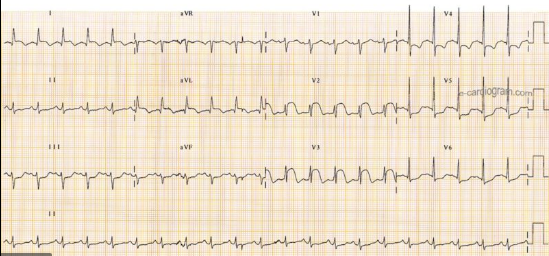 I aVR V1 V4
II aVL V2 V5
e-cardiogram.com
III aVF V3 V6
II